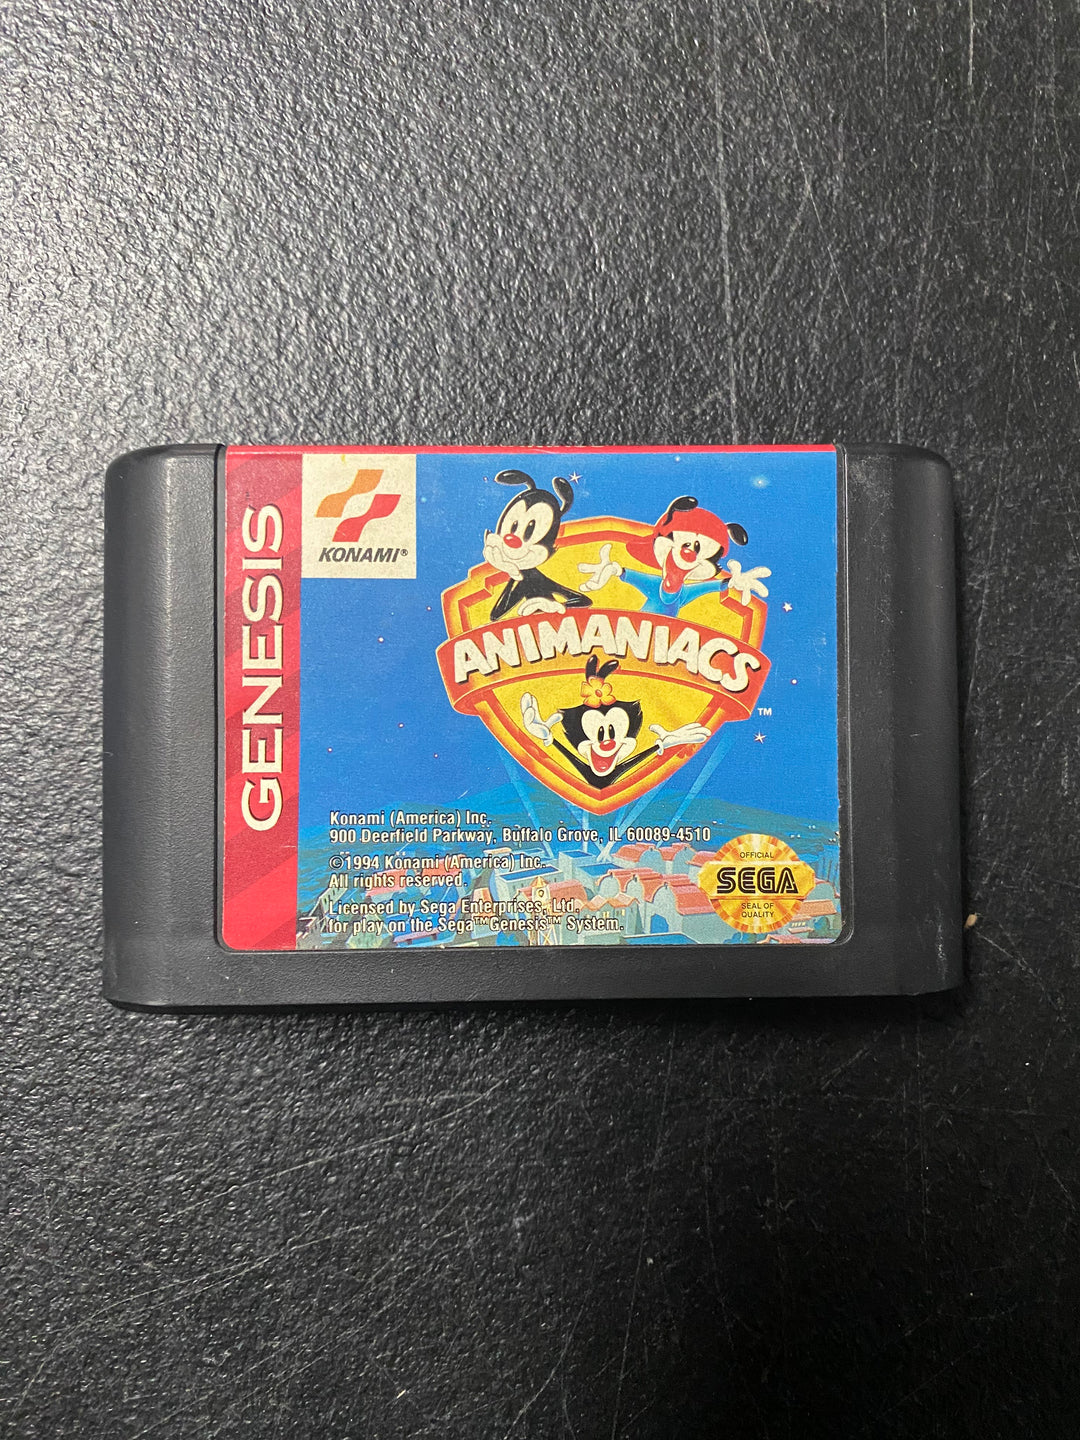 GENESIS
KONAMI®
ANIMANIACS
TM
Konami (America) Inc.
900 Deerfield Parkway, Buffalo Grove, IL 60089-4510
©1994 Konami (America) Inc.
All rights reserved.
Licensed by Sega Enterprises, Ltd.
for play on the Sega™ Genesis™ System.
OFFICIAL
SEGA
SEAL OF
QUALITY